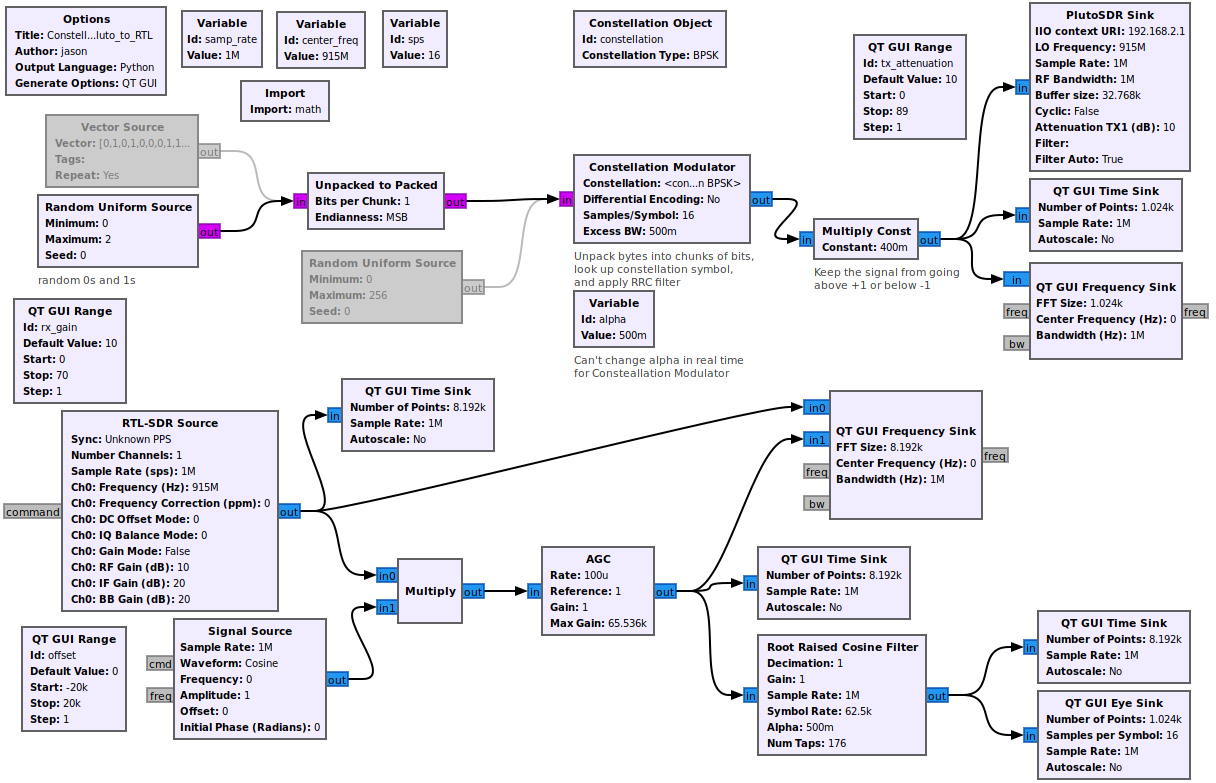 Options
Title: Constell...luto_to_RTL
Author: jason
Output Language: Python
Generate Options: QT GUI
Variable
Id: samp_rate
Value: 1M
Variable
Id: center_freq
Value: 915M
Variable
Id: sps
Value: 16
Import
Import: math
Constellation Object
Id: constellation
Constellation Type: BPSK
QT GUI Range
Id: tx_attenuation
Default Value: 10
Start: 0
Stop: 89
Step: 1
PlutoSDR Sink
IIO context URI: 192.168.2.1
LO Frequency: 915M
Sample Rate: 1M
RF Bandwidth: 1M
Buffer size: 32.768k
Cyclic: False
Attenuation TX1 (dB): 10
Filter:
Filter Auto: True
in
Vector Source
Vector: [0,1,0,1,0,0,0,1,1...
Tags:
Repeat: Yes
out
Random Uniform Source
Minimum: 0
Maximum: 2
Seed: 0
out
random 0s and 1s
in
Unpacked to Packed
Bits per Chunk: 1
Endianness: MSB
out
Random Uniform Source
Minimum: 0
Maximum: 256
Seed: 0
out
in
Constellation Modulator
Constellation: <con...n BPSK>
Differential Encoding: No
Samples/Symbol: 16
Excess BW: 500m
out
Unpack bytes into chunks of bits,
look up constellation symbol,
and apply RRC filter
Variable
Id: alpha
Value: 500m
Can't change alpha in real time
for Consteallation Modulator
in
Multiply Const
Constant: 400m
out
Keep the signal from going
above +1 or below -1
in
QT GUI Time Sink
Number of Points: 1.024k
Sample Rate: 1M
Autoscale: No
in
freq
bw
QT GUI Frequency Sink
FFT Size: 1.024k
Center Frequency (Hz): 0
Bandwidth (Hz): 1M
freq
QT GUI Range
Id: rx_gain
Default Value: 10
Start: 0
Stop: 70
Step: 1
command
RTL-SDR Source
Sync: Unknown PPS
Number Channels: 1
Sample Rate (sps): 1M
Ch0: Frequency (Hz): 915M
Ch0: Frequency Correction (ppm): 0
Ch0: DC Offset Mode: 0
Ch0: IQ Balance Mode: 0
Ch0: Gain Mode: False
Ch0: RF Gain (dB): 10
Ch0: IF Gain (dB): 20
Ch0: BB Gain (dB): 20
out
in
QT GUI Time Sink
Number of Points: 8.192k
Sample Rate: 1M
Autoscale: No
in0
in1
freq
bw
QT GUI Frequency Sink
FFT Size: 8.192k
Center Frequency (Hz): 0
Bandwidth (Hz): 1M
freq
QT GUI Range
Id: offset
Default Value: 0
Start: -20k
Stop: 20k
Step: 1
cmd
freq
Signal Source
Sample Rate: 1M
Waveform: Cosine
Frequency: 0
Amplitude: 1
Offset: 0
Initial Phase (Radians): 0
out
in0
in1
Multiply
out
in
AGC
Rate: 100u
Reference: 1
Gain: 1
Max Gain: 65.536k
out
in
QT GUI Time Sink
Number of Points: 8.192k
Sample Rate: 1M
Autoscale: No
in
Root Raised Cosine Filter
Decimation: 1
Gain: 1
Sample Rate: 1M
Symbol Rate: 62.5k
Alpha: 500m
Num Taps: 176
out
in
QT GUI Time Sink
Number of Points: 8.192k
Sample Rate: 1M
Autoscale: No
in
QT GUI Eye Sink
Number of Points: 1.024k
Samples per Symbol: 16
Sample Rate: 1M
Autoscale: No